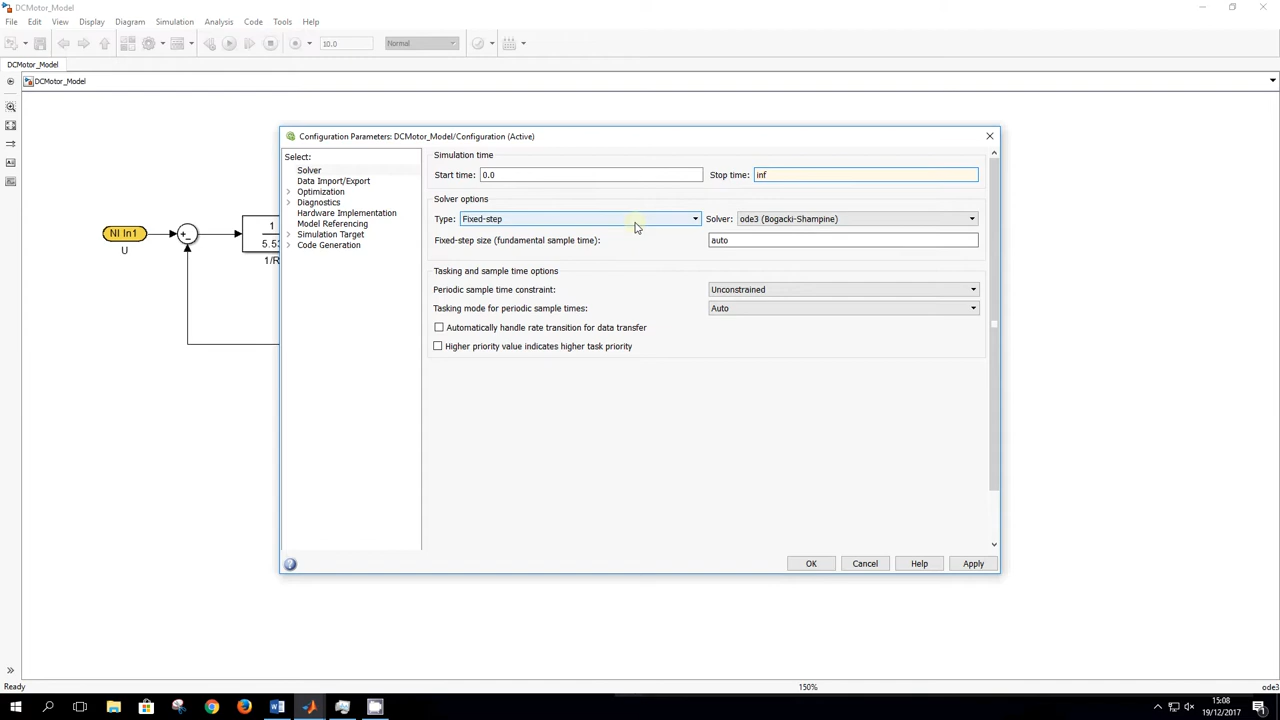 DCMotor_Model
File Edit View Display Diagram Simulation Analysis Code Tools Help
10.0 Normal
DCMotor_Model
DCMotor_Model
Configuration Parameters: DCMotor_Model/Configuration (Active)
Select:
Solver
Data Import/Export
Optimization
Diagnostics
Hardware Implementation
Model Referencing
Simulation Target
Code Generation
Simulation time
Start time: 0.0 Stop time: inf
Solver options
Type: Fixed-step Solver: ode3 (Bogacki-Shampine)
Fixed-step size (fundamental sample time): auto
Tasking and sample time options
Periodic sample time constraint: Unconstrained
Tasking mode for periodic sample times: Auto
Automatically handle rate transition for data transfer
Higher priority value indicates higher task priority
NI In1
U
1
5.53
1/R
OK Cancel Help Apply
Ready 150% ode3
15:08
19/12/2017